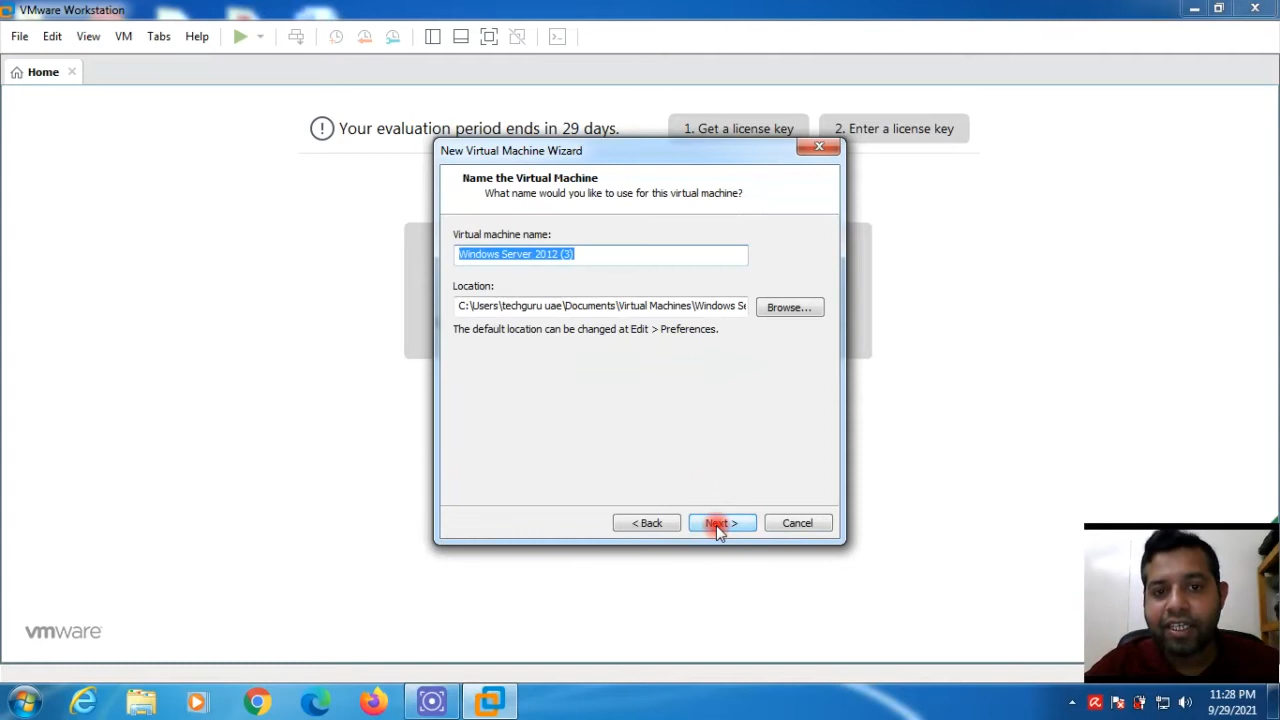 VMware Workstation
File Edit View VM Tabs Help
Home
Your evaluation period ends in 29 days. 1. Get a license key 2. Enter a license key
New Virtual Machine Wizard
Name the Virtual Machine
What name would you like to use for this virtual machine?
Virtual machine name:
Windows Server 2012 (3)
Location:
C:\Users\techguru uae\Documents\Virtual Machines\Windows Se
Browse...
The default location can be changed at Edit > Preferences.
< Back Next > Cancel
vmware
11:28 PM
9/29/2021